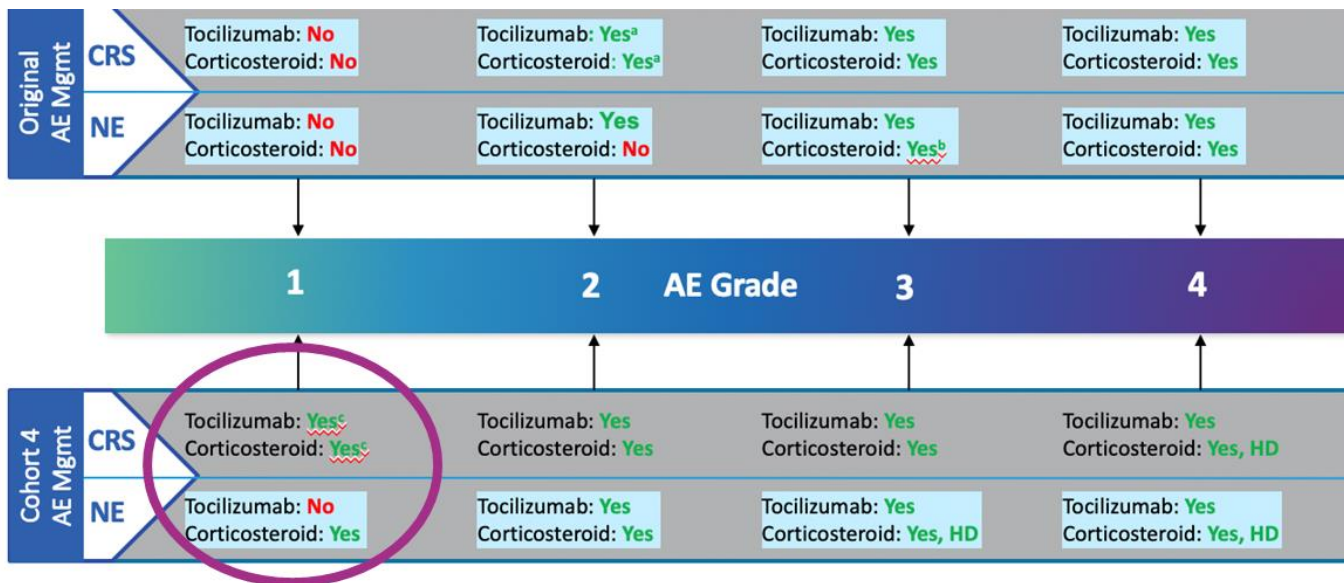 Original
AE Mgmt
CRS
Tocilizumab: No
Corticosteroid: No
Tocilizumab: Yesᵃ
Corticosteroid: Yesᵃ
Tocilizumab: Yes
Corticosteroid: Yes
Tocilizumab: Yes
Corticosteroid: Yes
NE
Tocilizumab: No
Corticosteroid: No
Tocilizumab: Yes
Corticosteroid: No
Tocilizumab: Yes
Corticosteroid: Yesᵇ
Tocilizumab: Yes
Corticosteroid: Yes
1
2
AE Grade
3
4
Cohort 4
AE Mgmt
CRS
Tocilizumab: Yesᶜ
Corticosteroid: Yesᶜ
Tocilizumab: Yes
Corticosteroid: Yes
Tocilizumab: Yes
Corticosteroid: Yes
Tocilizumab: Yes
Corticosteroid: Yes, HD
NE
Tocilizumab: No
Corticosteroid: Yes
Tocilizumab: Yes
Corticosteroid: Yes
Tocilizumab: Yes
Corticosteroid: Yes, HD
Tocilizumab: Yes
Corticosteroid: Yes, HD